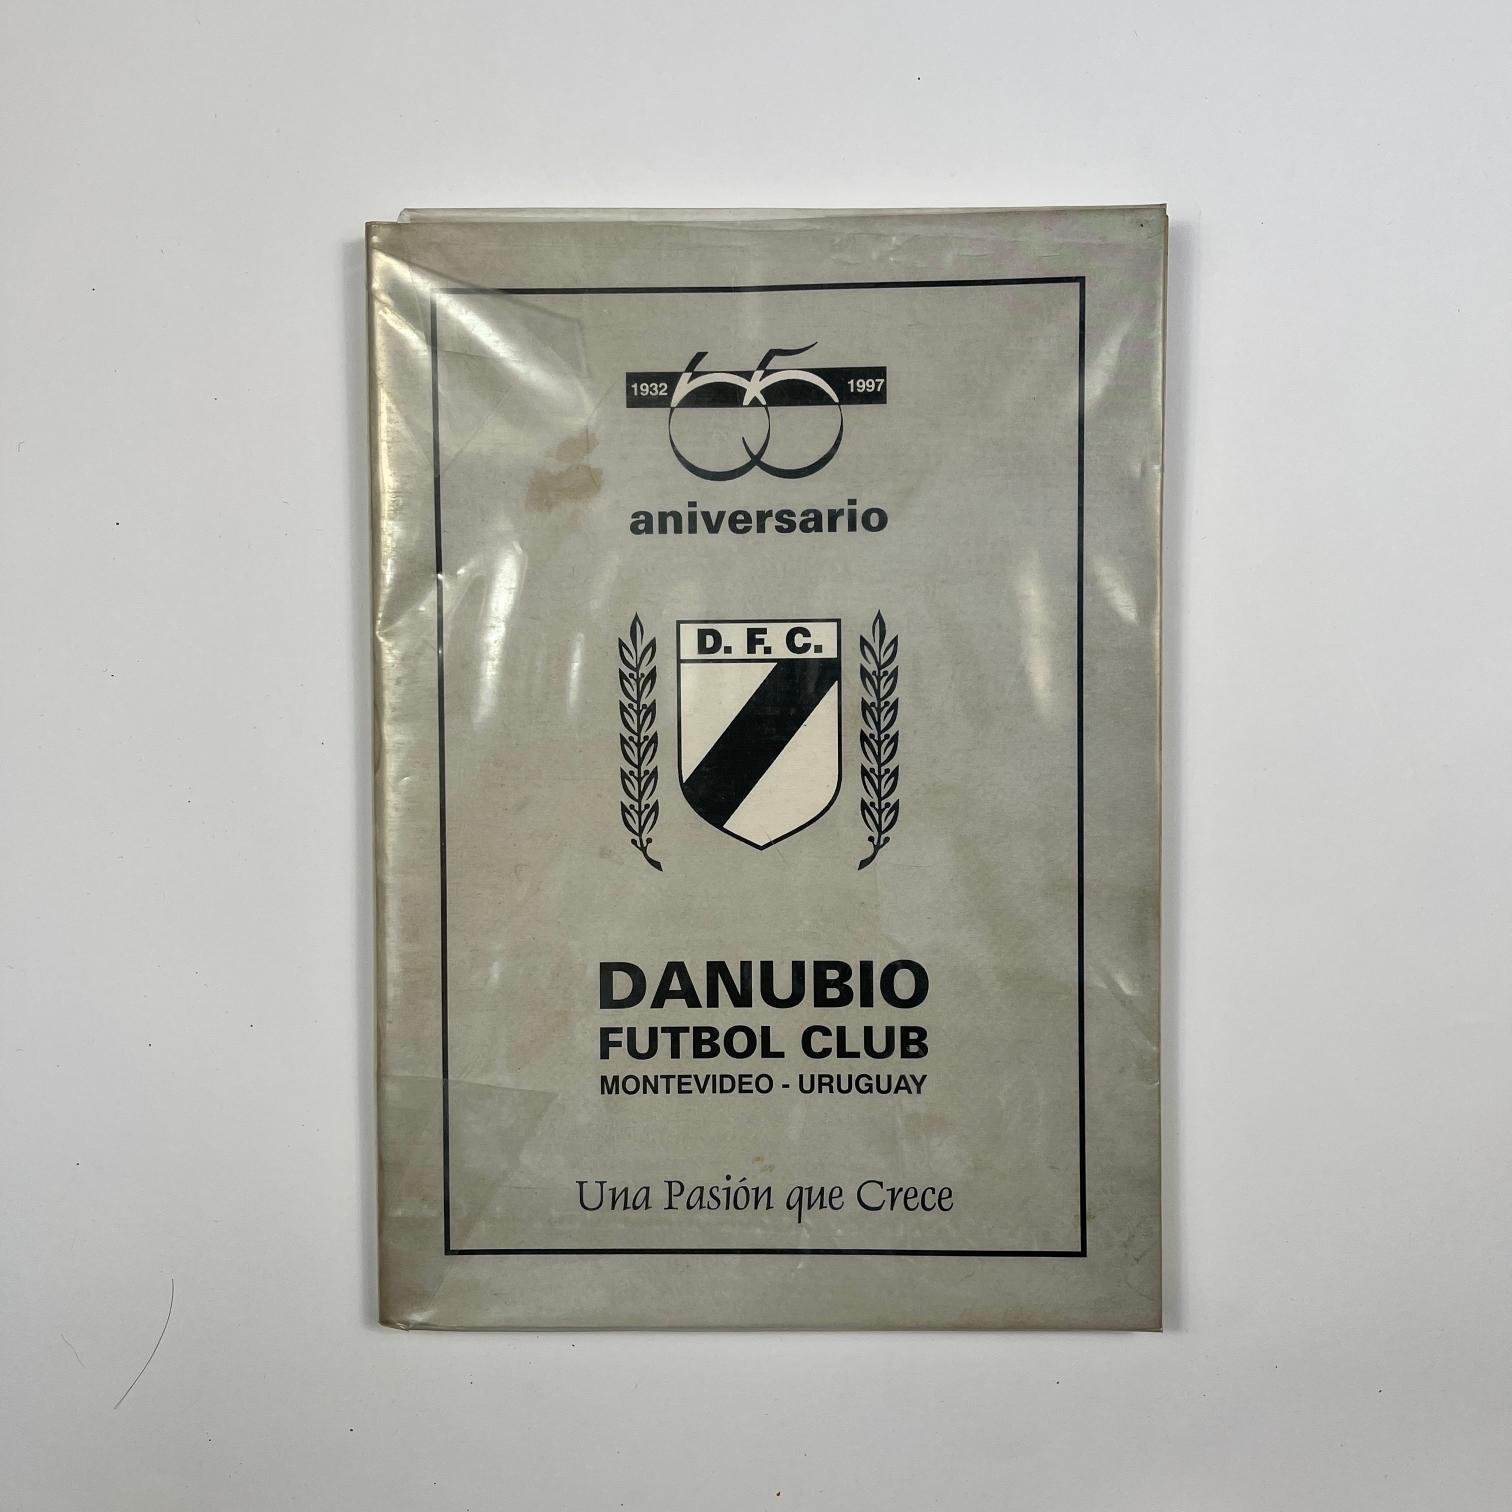 1932 65 1997
aniversario
D. F. C.
DANUBIO
FUTBOL CLUB
MONTEVIDEO - URUGUAY
Una Pasión que Crece